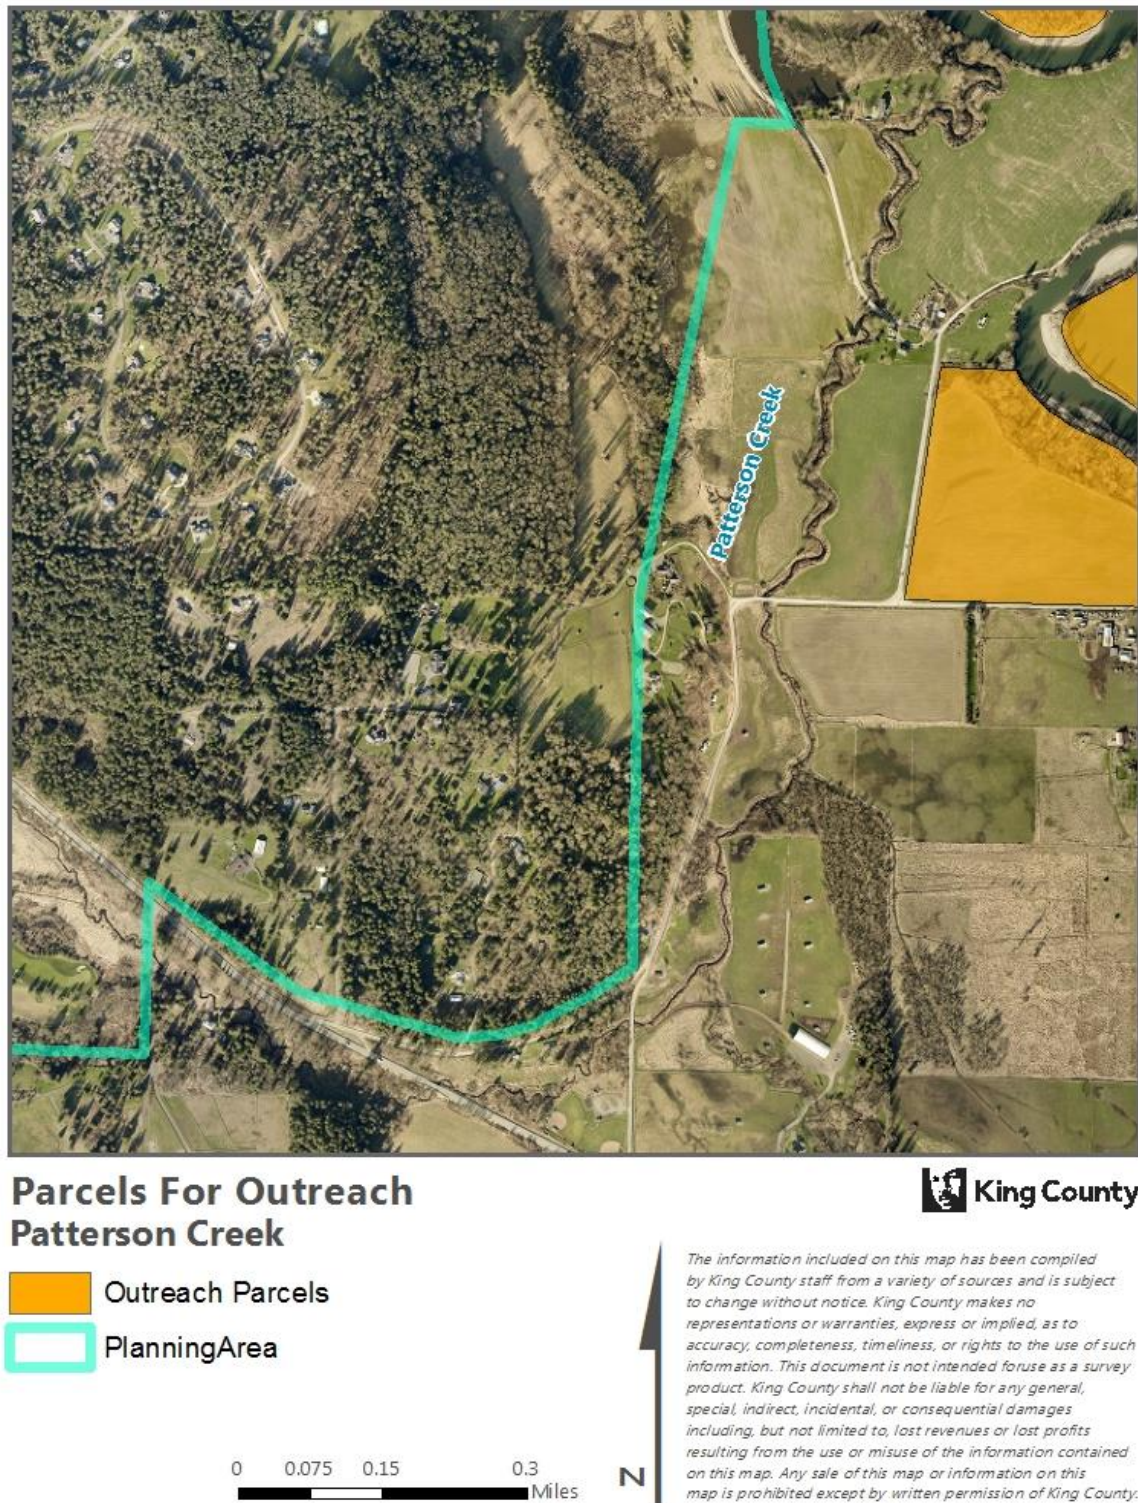 Patterson Creek
Parcels For Outreach
Patterson Creek
King County
Outreach Parcels
PlanningArea
The information included on this map has been compiled
by King County staff from a variety of sources and is subject
to change without notice. King County makes no
representations or warranties, express or implied, as to
accuracy, completeness, timeliness, or rights to the use of such
information. This document is not intended foruse as a survey
product. King County shall not be liable for any general,
special, indirect, incidental, or consequential damages
including, but not limited to, lost revenues or lost profits
resulting from the use or misuse of the information contained
on this map. Any sale of this map or information on this
map is prohibited except by written permission of King County.
0 0.075 0.15 0.3
Miles
N